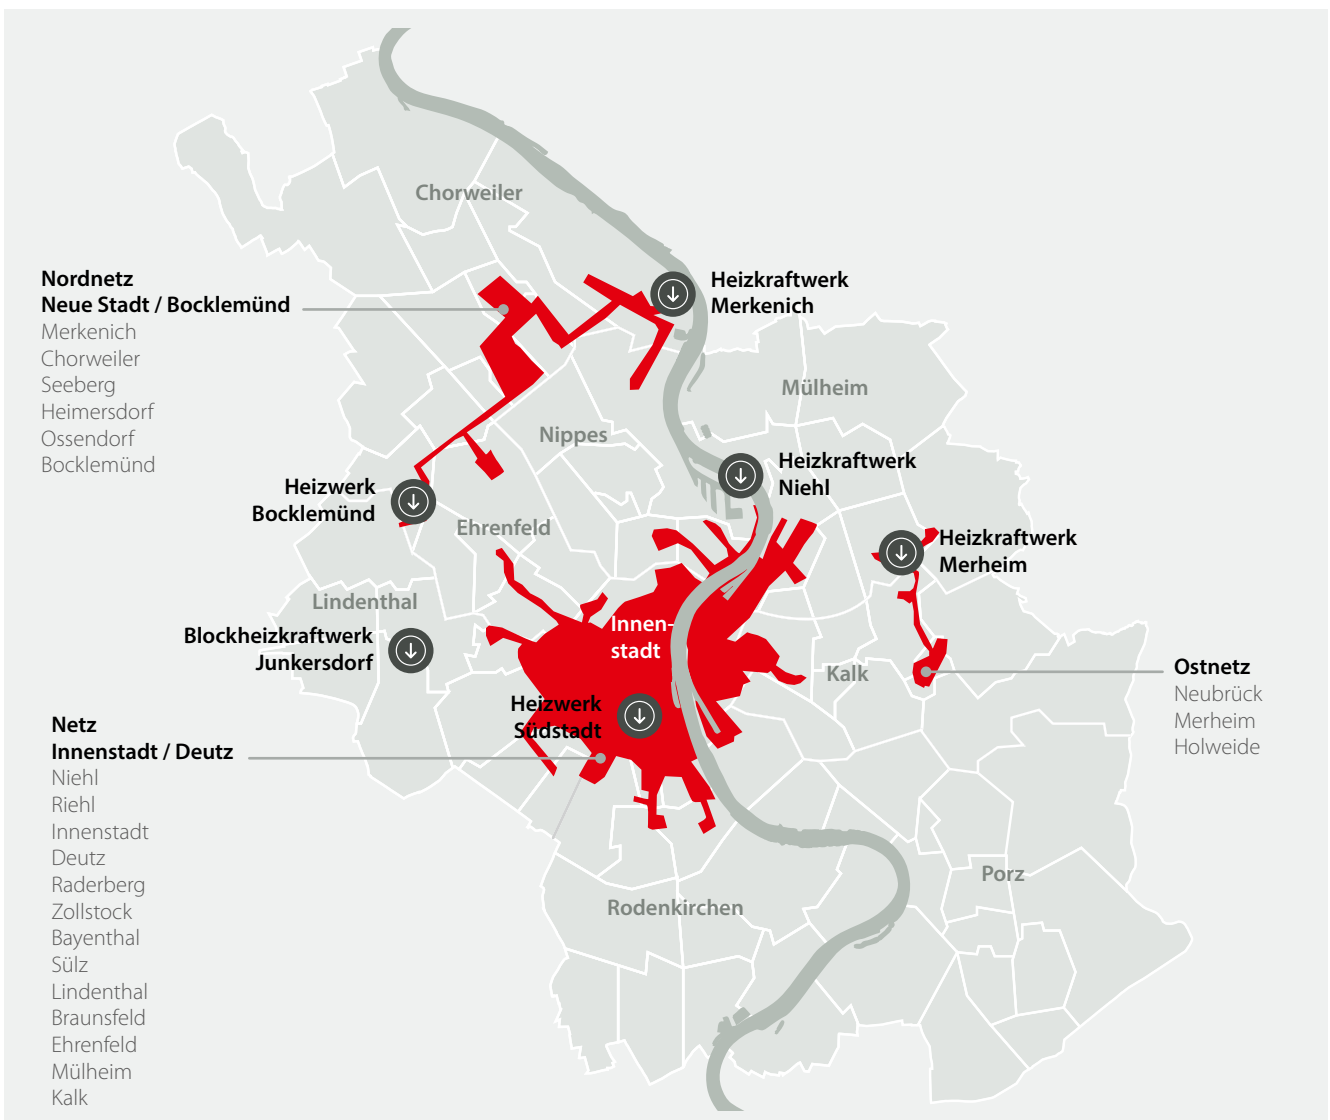 Chorweiler
Nordnetz
Neue Stadt / Bocklemünd
Merkenich
Chorweiler
Seeberg
Heimersdorf
Ossendorf
Bocklemünd
Heizkraftwerk
Merkenich
Mülheim
Nippes
Heizkraftwerk
Niehl
Heizwerk
Bocklemünd
Ehrenfeld
Heizkraftwerk
Merheim
Lindenthal
Blockheizkraftwerk
Junkersdorf
Innen-
stadt
Kalk
Ostnetz
Neubrück
Merheim
Holweide
Heizwerk
Südstadt
Netz
Innenstadt / Deutz
Niehl
Riehl
Innenstadt
Deutz
Raderberg
Zollstock
Bayenthal
Sülz
Lindenthal
Braunsfeld
Ehrenfeld
Mülheim
Kalk
Porz
Rodenkirchen